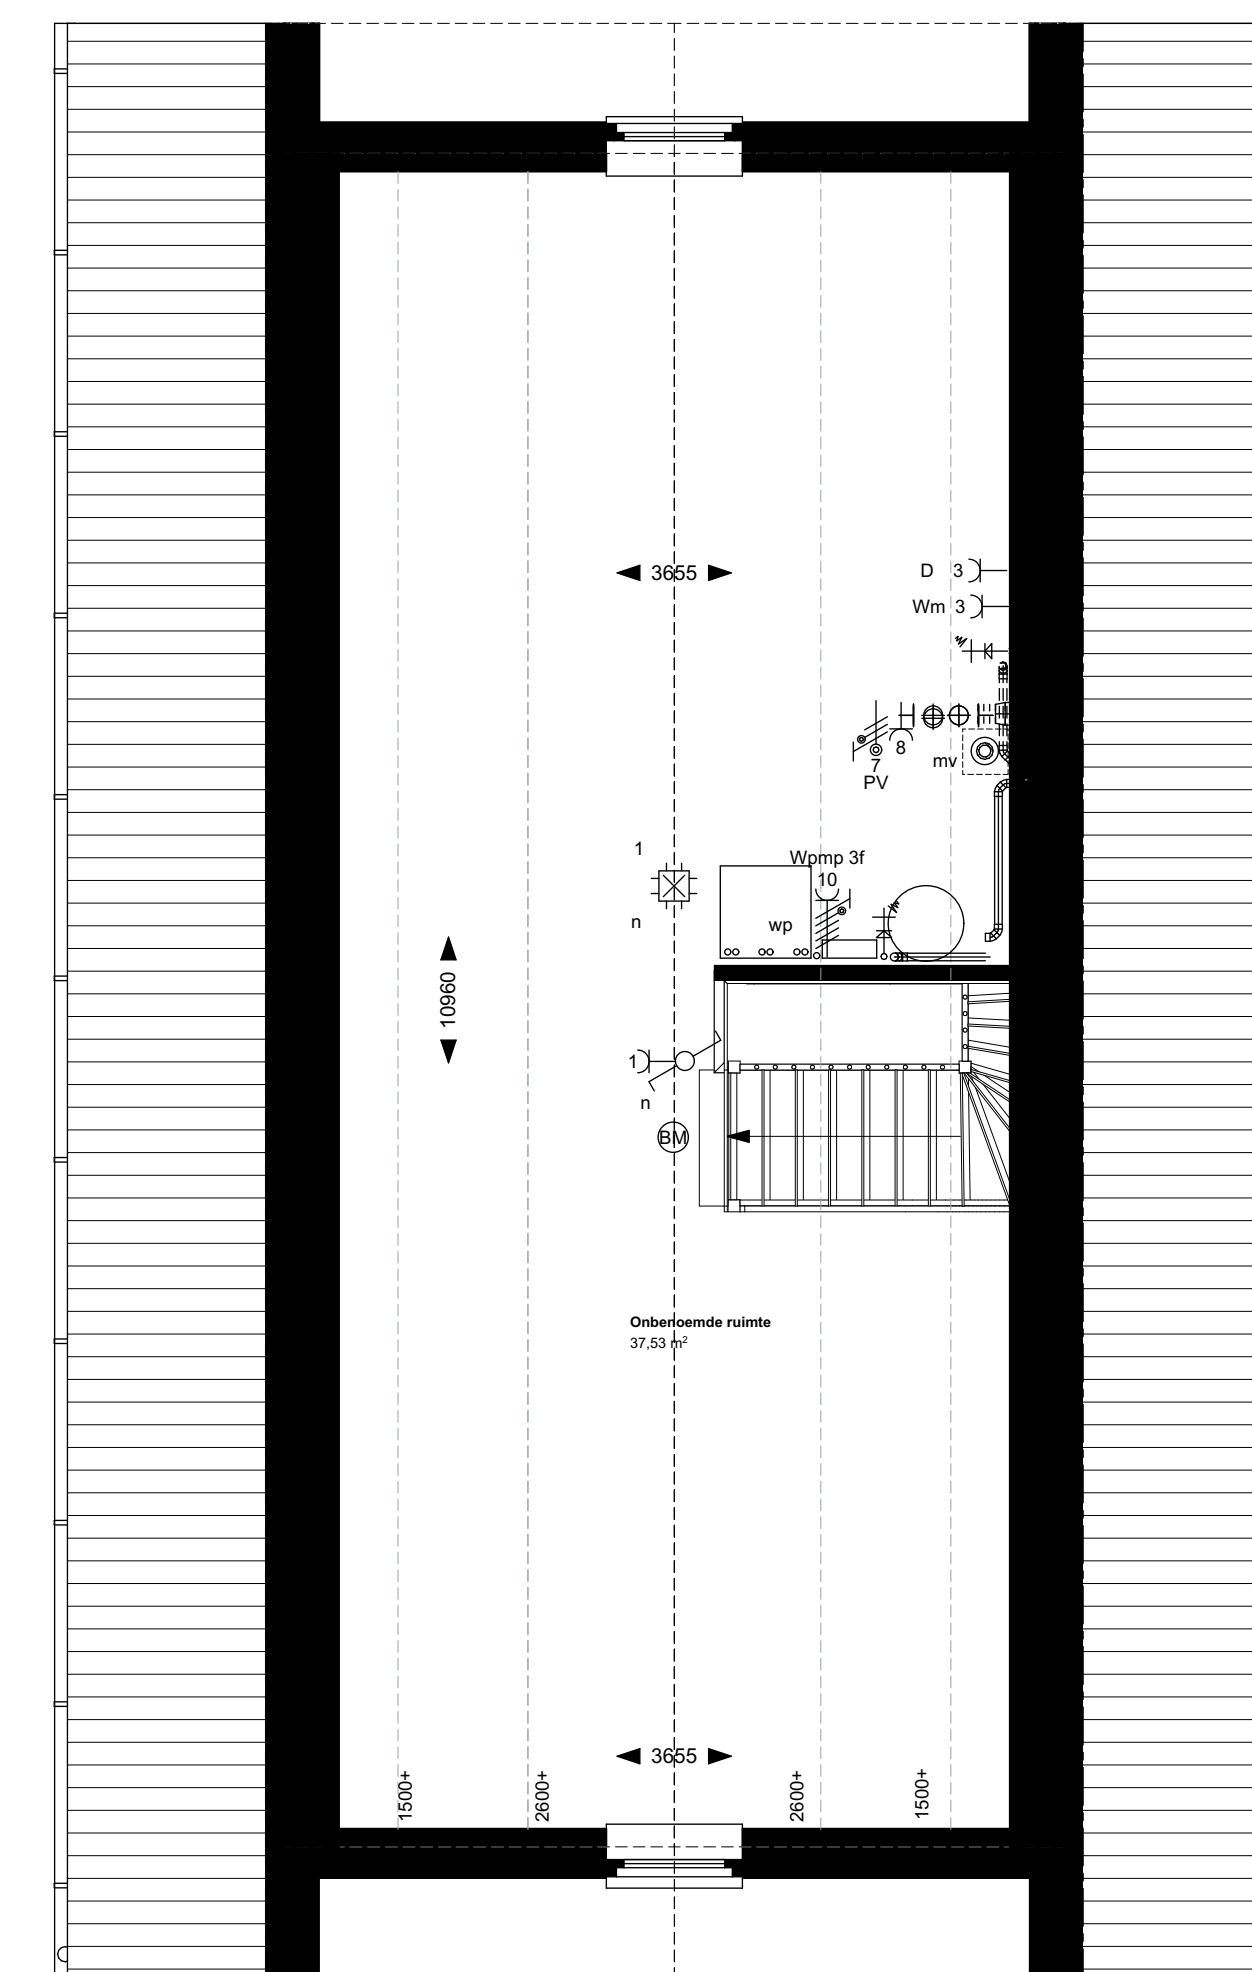 3655
D 3
Wm 3
8
7
mv
PV
1
Wpmp 3f
10
n
wp
10960
1
n
BM
Onbenoemde ruimte
37,53 m²
3655
1500+
2600+
2600+
1500+